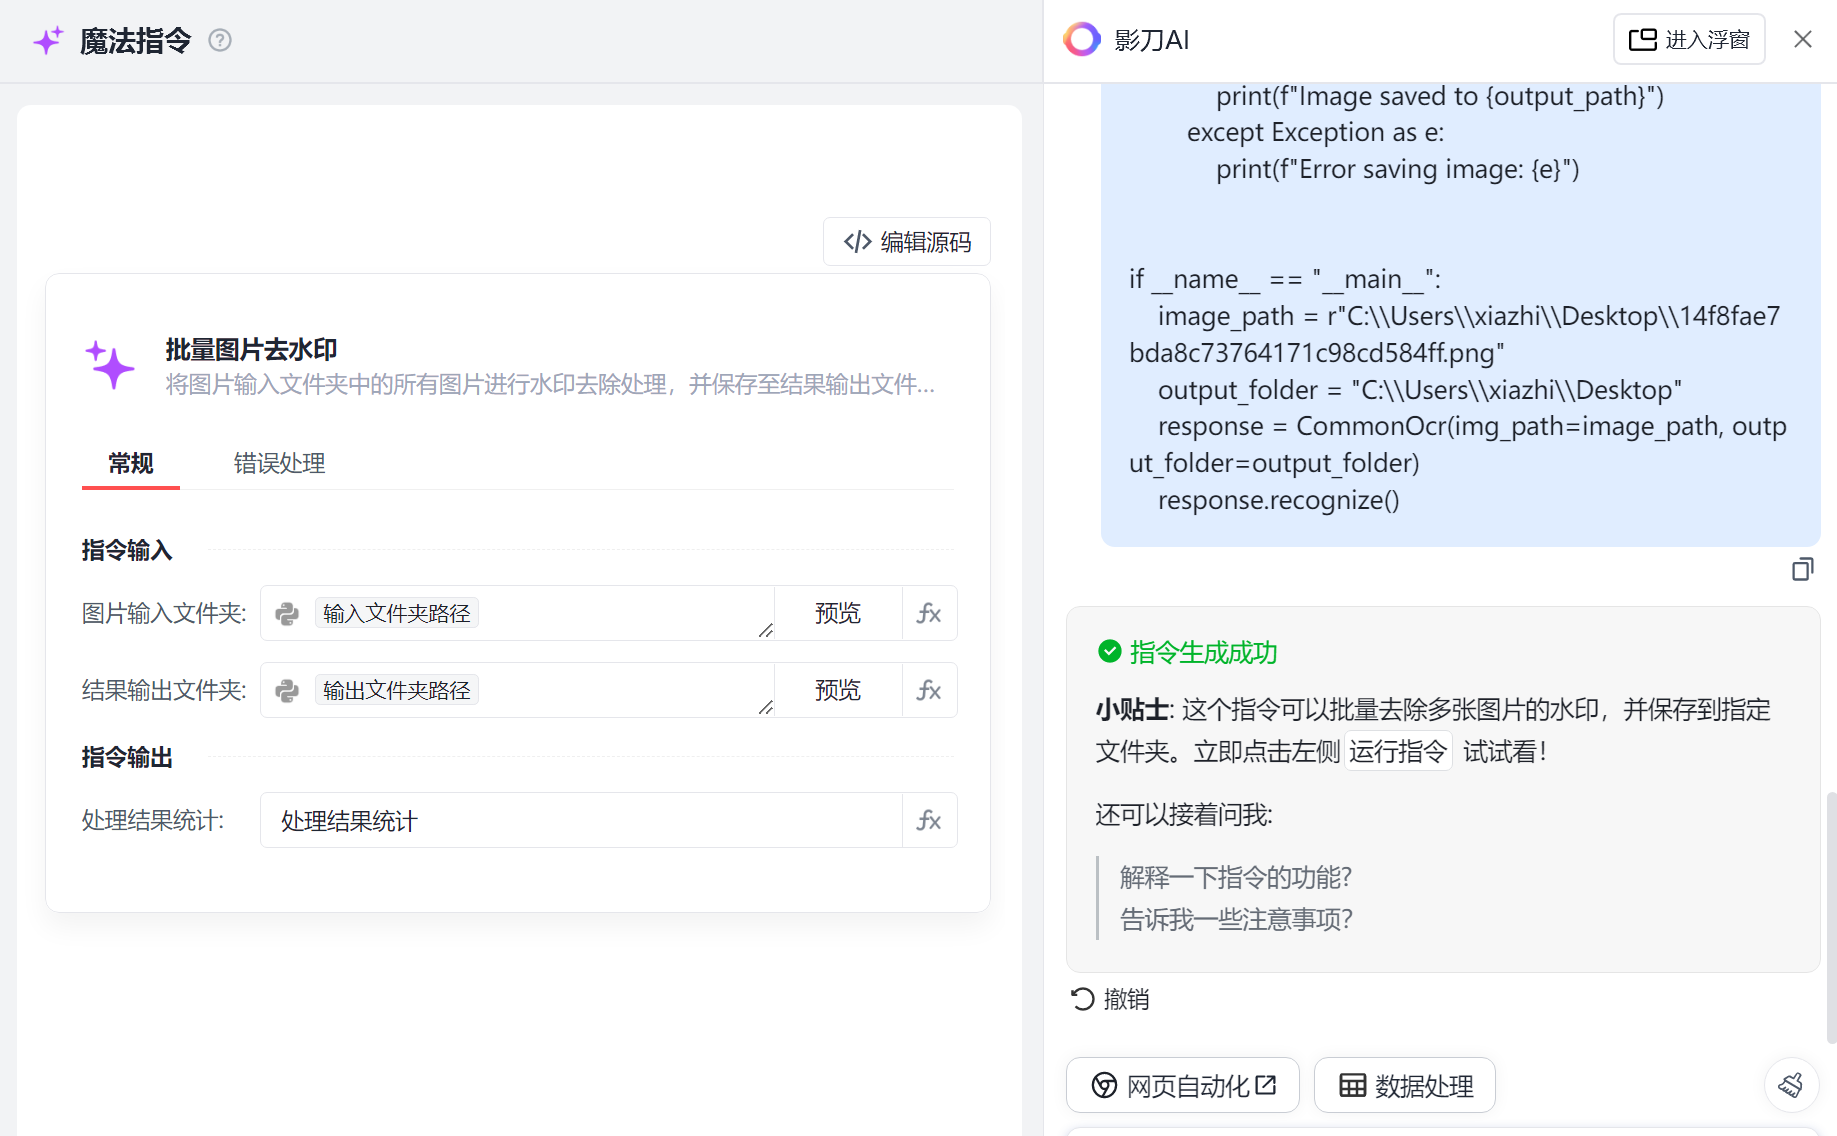 魔法指令
编辑源码
批量图片去水印
将图片输入文件夹中的所有图片进行水印去除处理，并保存至结果输出文件...
常规 错误处理
指令输入
图片输入文件夹: 输入文件夹路径 预览 fx
结果输出文件夹: 输出文件夹路径 预览 fx
指令输出
处理结果统计: 处理结果统计 fx
影刀AI 进入浮窗
print(f"Image saved to {output_path}")
except Exception as e:
print(f"Error saving image: {e}")
if __name__ == "__main__":
image_path = r"C:\\Users\\xiazhi\\Desktop\\14f8fae7
bda8c73764171c98cd584ff.png"
output_folder = "C:\\Users\\xiazhi\\Desktop"
response = CommonOcr(img_path=image_path, outp
ut_folder=output_folder)
response.recognize()
指令生成成功
小贴士: 这个指令可以批量去除多张图片的水印，并保存到指定
文件夹。立即点击左侧 运行指令 试试看！
还可以接着问我:
解释一下指令的功能?
告诉我一些注意事项?
撤销
网页自动化 数据处理